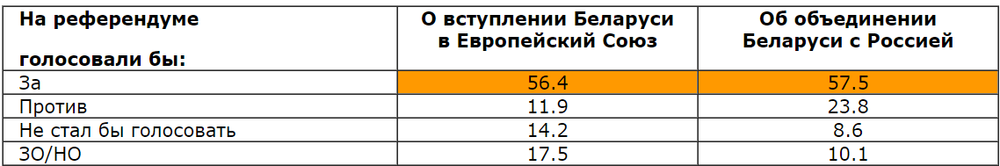 На референдуме
голосовали бы:
О вступлении Беларуси
в Европейский Союз
Об объединении
Беларуси с Россией
За 56.4 57.5
Против 11.9 23.8
Не стал бы голосовать 14.2 8.6
ЗО/НО 17.5 10.1